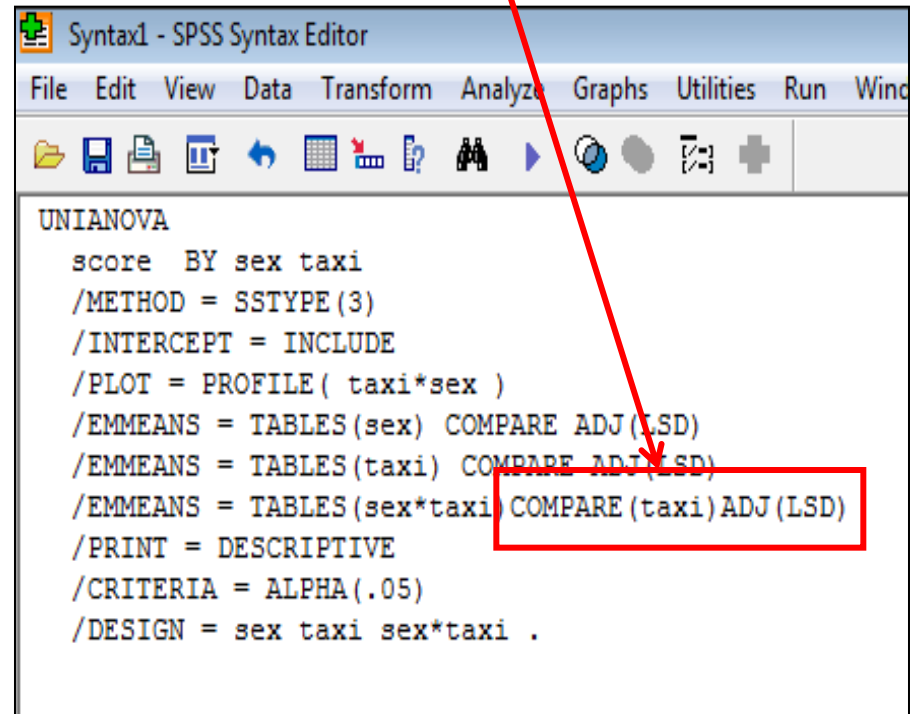 Syntax1 - SPSS Syntax Editor
File Edit View Data Transform Analyze Graphs Utilities Run Wind
UNIANOVA
score BY sex taxi
/METHOD = SSTYPE(3)
/INTERCEPT = INCLUDE
/PLOT = PROFILE( taxi*sex )
/EMMEANS = TABLES(sex) COMPARE ADJ(LSD)
/EMMEANS = TABLES(taxi) COMPARE ADJ(LSD)
/EMMEANS = TABLES(sex*taxi)COMPARE(taxi)ADJ(LSD)
/PRINT = DESCRIPTIVE
/CRITERIA = ALPHA(.05)
/DESIGN = sex taxi sex*taxi .